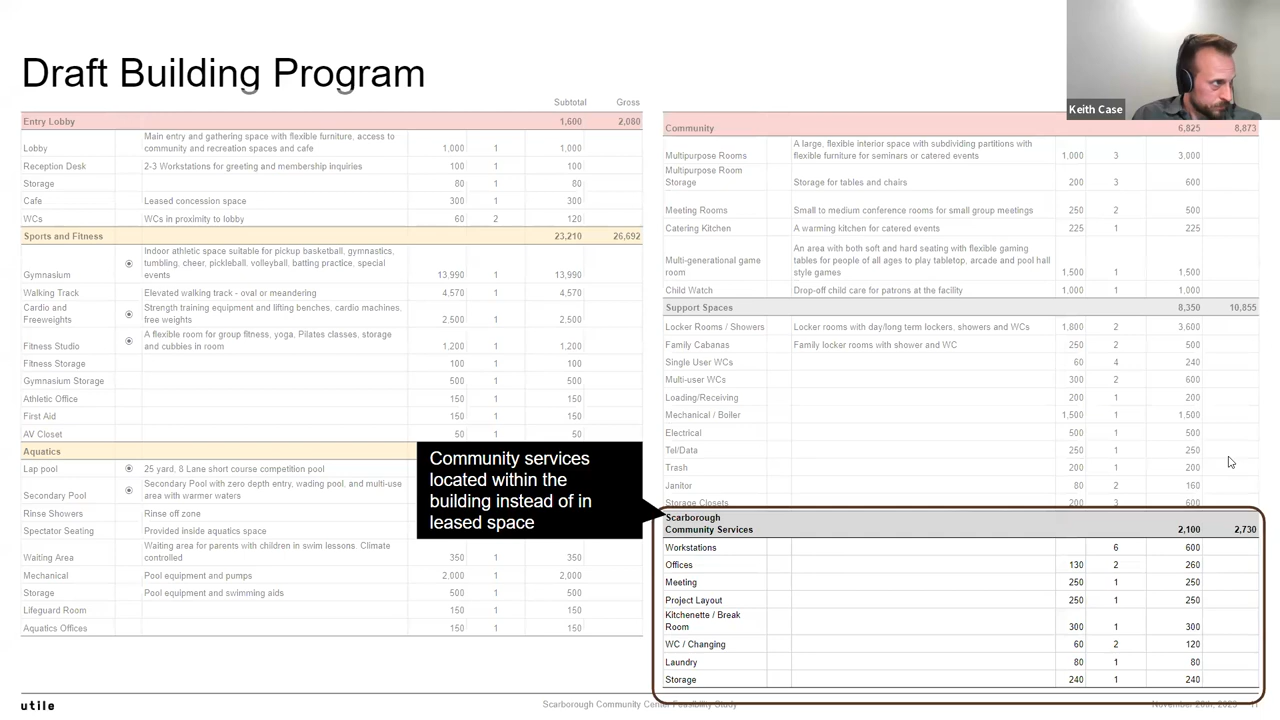 Draft Building Program
Keith Case
Subtotal Gross
Entry Lobby 1,600 2,080
Lobby Main entry and gathering space with flexible furniture, access to community and recreation spaces and cafe 1,000 1 1,000
Reception Desk 2-3 Workstations for greeting and membership inquiries 100 1 100
Storage 80 1 80
Cafe Leased concession space 300 1 300
WCs WCs in proximity to lobby 60 2 120
Sports and Fitness 23,210 26,692
Gymnasium Indoor athletic space suitable for pickup basketball, gymnastics, tumbling, cheer, pickleball, volleyball, batting practice, special events 13,990 1 13,990
Walking Track Elevated walking track - oval or meandering 4,570 1 4,570
Cardio and Freeweights Strength training equipment and lifting benches, cardio machines, free weights 2,500 1 2,500
Fitness Studio A flexible room for group fitness, yoga, Pilates classes, storage and cubbies in room 1,200 1 1,200
Fitness Storage 100 1 100
Gymnasium Storage 500 1 500
Athletic Office 150 1 150
First Aid 150 1 150
AV Closet 50 1 50
Aquatics
Lap pool 25 yard, 8 Lane short course competition pool
Secondary Pool Secondary Pool with zero depth entry, wading pool, and multi-use area with warmer waters
Rinse Showers Rinse off zone
Spectator Seating Provided inside aquatics space
Waiting Area Waiting area for parents with children in swim lessons. Climate controlled 350 1 350
Mechanical Pool equipment and pumps 2,000 1 2,000
Storage Pool equipment and swimming aids 500 1 500
Lifeguard Room 150 1 150
Aquatics Offices 150 1 150
Community services
located within the
building instead of in
leased space
Community 6,825 8,873
Multipurpose Rooms A large, flexible interior space with subdividing partitions with flexible furniture for seminars or catered events 1,000 3 3,000
Multipurpose Room Storage Storage for tables and chairs 200 3 600
Meeting Rooms Small to medium conference rooms for small group meetings 250 2 500
Catering Kitchen A warming kitchen for catered events 225 1 225
Multi-generational game room An area with both soft and hard seating with flexible gaming tables for people of all ages to play tabletop, arcade and pool hall style games 1,500 1 1,500
Child Watch Drop-off child care for patrons at the facility 1,000 1 1,000
Support Spaces 8,350 10,855
Locker Rooms / Showers Locker rooms with day/long term lockers, showers and WCs 1,800 2 3,600
Family Cabanas Family locker rooms with shower and WC 250 2 500
Single User WCs 60 4 240
Multi-user WCs 300 2 600
Loading/Receiving 200 1 200
Mechanical / Boiler 1,500 1 1,500
Electrical 500 1 500
Tel/Data 250 1 250
Trash 200 1 200
Janitor 80 2 160
Storage Closets 200 3 600
Scarborough Community Services 2,100 2,730
Workstations 6 600
Offices 130 2 260
Meeting 250 1 250
Project Layout 250 1 250
Kitchenette / Break Room 300 1 300
WC / Changing 60 2 120
Laundry 80 1 80
Storage 240 1 240
utile Scarborough Community Center Feasibility Study November 11